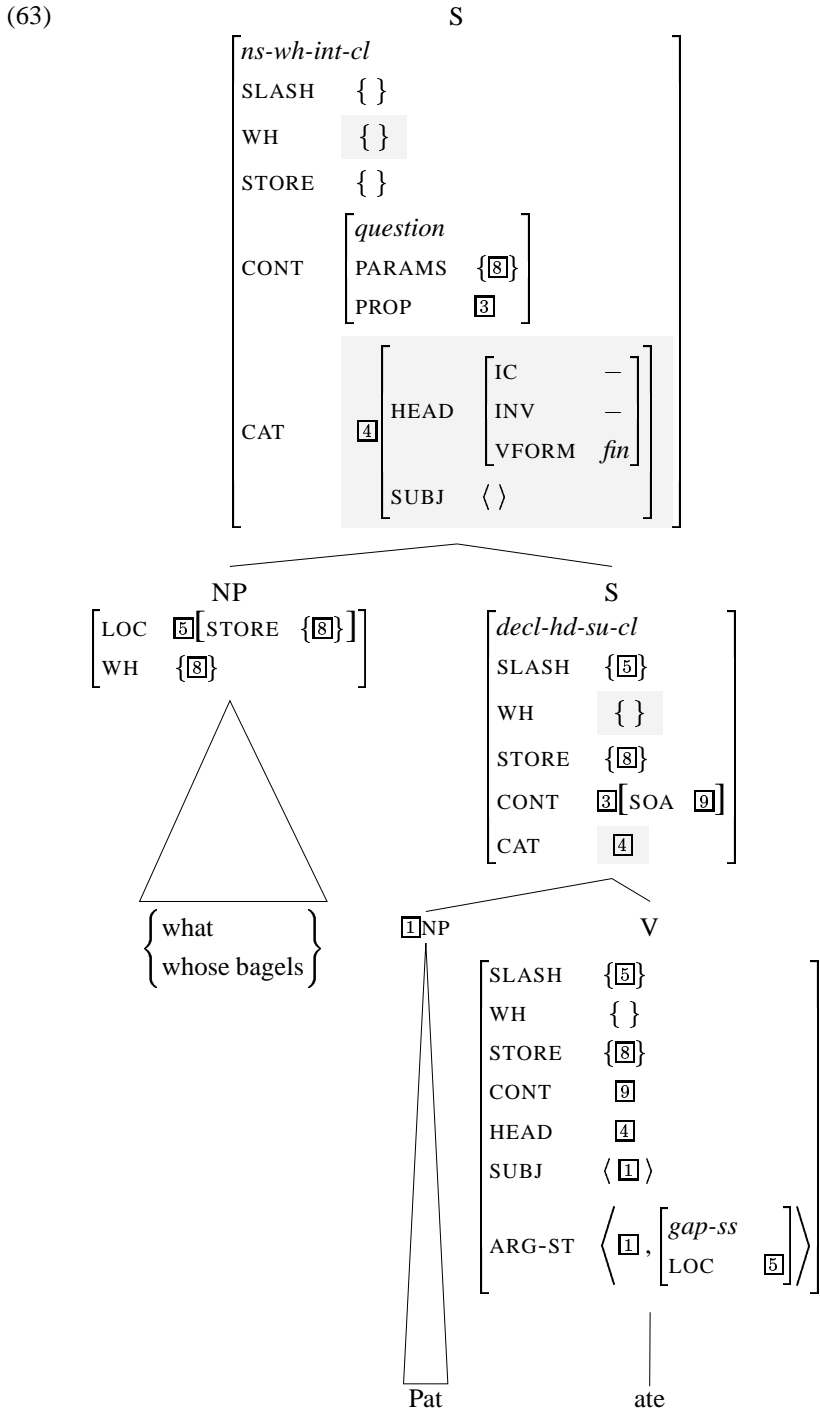 (63) S
ns-wh-int-cl
SLASH { }
WH { }
STORE { }
question
CONT PARAMS {8}
PROP 3
IC –
CAT 4 HEAD INV –
VFORM fin
SUBJ ⟨ ⟩
NP S
LOC 5[STORE {8}]
WH {8}
decl-hd-su-cl
SLASH {5}
WH { }
STORE {8}
CONT 3[SOA 9]
CAT 4
what
whose bagels
1NP V
SLASH {5}
WH { }
STORE {8}
CONT 9
HEAD 4
SUBJ ⟨ 1 ⟩
gap-ss
ARG-ST ⟨ 1 , LOC 5 ⟩
Pat ate